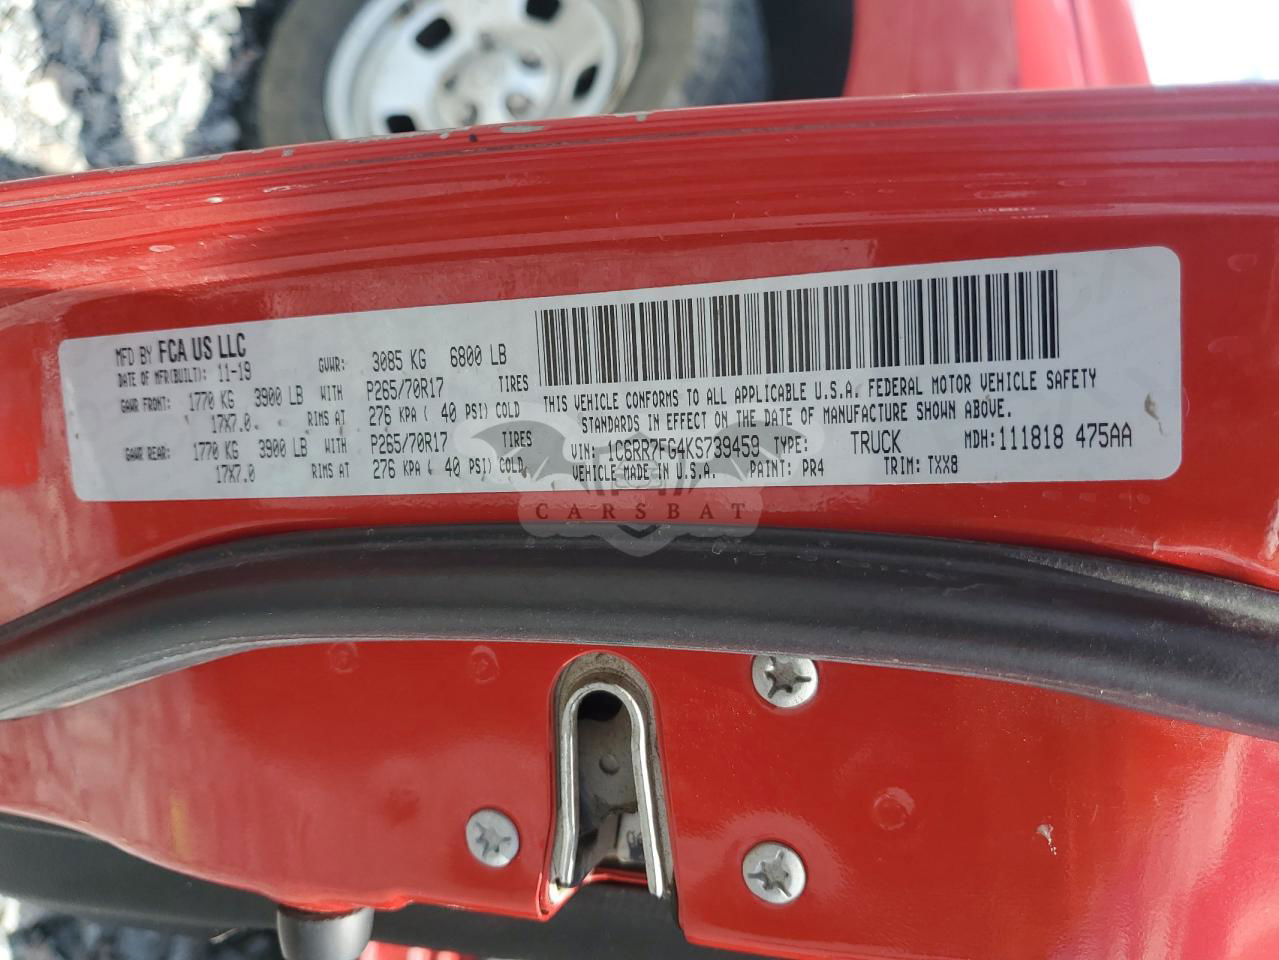 MFD BY FCA US LLC
DATE OF MFR(BUILT): 11-19
GVWR: 3085 KG 6800 LB
GAWR FRONT: 1770 KG 3900 LB WITH P265/70R17 TIRES
17X7.0 RIMS AT 276 KPA ( 40 PSI) COLD
GAWR REAR: 1770 KG 3900 LB WITH P265/70R17 TIRES
17X7.0 RIMS AT 276 KPA ( 40 PSI) COLD
THIS VEHICLE CONFORMS TO ALL APPLICABLE U.S.A. FEDERAL MOTOR VEHICLE SAFETY
STANDARDS IN EFFECT ON THE DATE OF MANUFACTURE SHOWN ABOVE.
VIN: 1C6RR7FG4KS739459 TYPE: TRUCK MDH: 111818 475AA
VEHICLE MADE IN U.S.A. PAINT: PR4 TRIM: TXX8
CARSBAT